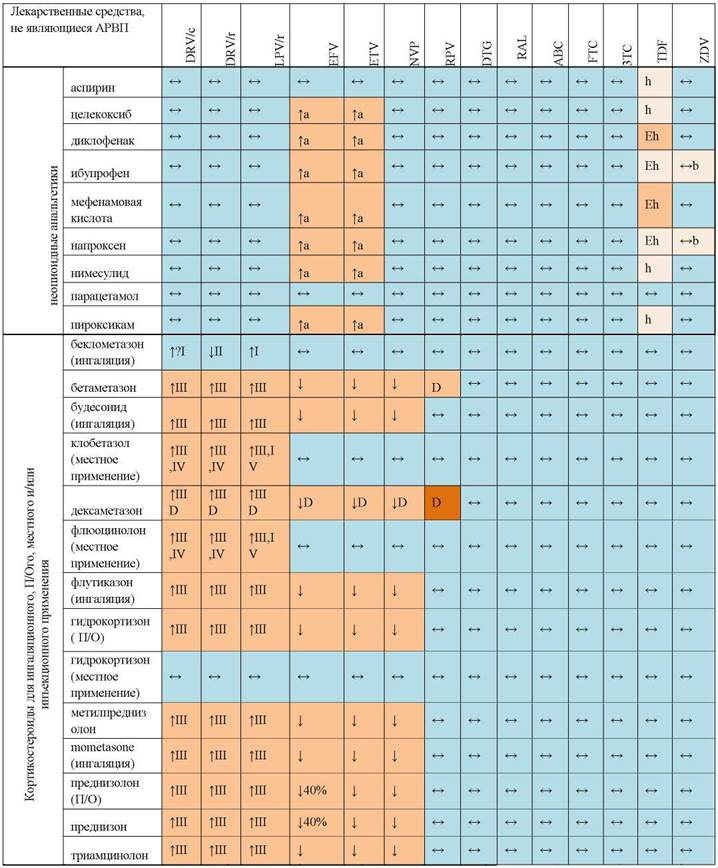 Лекарственные средства,
не являющиеся АРВП
DRV/c DRV/r LPV/r EFV ETV NVP RPV DTG RAL ABC FTC 3TC TDF ZDV
неопиоидные анальгетики
аспирин ↔ ↔ ↔ ↔ ↔ ↔ ↔ ↔ ↔ ↔ ↔ ↔ h ↔
целекоксиб ↔ ↔ ↔ ↑a ↑a ↔ ↔ ↔ ↔ ↔ ↔ ↔ h ↔
диклофенак ↔ ↔ ↔ ↑a ↑a ↔ ↔ ↔ ↔ ↔ ↔ ↔ Eh ↔
ибупрофен ↔ ↔ ↔ ↑a ↑a ↔ ↔ ↔ ↔ ↔ ↔ ↔ Eh ↔b
мефенамовая
кислота ↔ ↔ ↔ ↑a ↑a ↔ ↔ ↔ ↔ ↔ ↔ ↔ Eh ↔
напроксен ↔ ↔ ↔ ↑a ↑a ↔ ↔ ↔ ↔ ↔ ↔ ↔ Eh ↔b
нимесулид ↔ ↔ ↔ ↑a ↑a ↔ ↔ ↔ ↔ ↔ ↔ ↔ h ↔
парацетамол ↔ ↔ ↔ ↔ ↔ ↔ ↔ ↔ ↔ ↔ ↔ ↔ ↔ ↔
пироксикам ↔ ↔ ↔ ↑a ↑a ↔ ↔ ↔ ↔ ↔ ↔ ↔ h ↔
Кортикостероиды для ингаляционного, П/Ого, местного и/или
инъекционного применения
беклометазон
(ингаляция) ↑?I ↓II ↑I ↔ ↔ ↔ ↔ ↔ ↔ ↔ ↔ ↔ ↔ ↔
бетаметазон ↑III ↑III ↑III ↓ ↓ ↓ D ↔ ↔ ↔ ↔ ↔ ↔ ↔
будесонид
(ингаляция) ↑III ↑III ↑III ↓ ↓ ↓ ↔ ↔ ↔ ↔ ↔ ↔ ↔ ↔
клобетазол
(местное
применение) ↑III
,IV ↑III
,IV ↑III,I
V ↔ ↔ ↔ ↔ ↔ ↔ ↔ ↔ ↔ ↔ ↔
дексаметазон ↑III
D ↑III
D ↑III
D ↓D ↓D ↓D D ↔ ↔ ↔ ↔ ↔ ↔ ↔
флюоцинолон
(местное
применение) ↑III
,IV ↑III
,IV ↑III,I
V ↔ ↔ ↔ ↔ ↔ ↔ ↔ ↔ ↔ ↔ ↔
флутиказон
(ингаляция) ↑III ↑III ↑III ↓ ↓ ↓ ↔ ↔ ↔ ↔ ↔ ↔ ↔ ↔
гидрокортизон
( П/О) ↑III ↑III ↑III ↓ ↓ ↓ ↔ ↔ ↔ ↔ ↔ ↔ ↔ ↔
гидрокортизон
(местное
применение) ↔ ↔ ↔ ↔ ↔ ↔ ↔ ↔ ↔ ↔ ↔ ↔ ↔ ↔
метилпреднiз
олон ↑III ↑III ↑III ↓ ↓ ↓ ↔ ↔ ↔ ↔ ↔ ↔ ↔ ↔
mometasone
(ингаляция) ↑III ↑III ↑III ↓ ↓ ↓ ↔ ↔ ↔ ↔ ↔ ↔ ↔ ↔
преднизолон
(П/О) ↑III ↑III ↑III ↓40% ↓ ↓ ↔ ↔ ↔ ↔ ↔ ↔ ↔ ↔
преднизон ↑III ↑III ↑III ↓40% ↓ ↓ ↔ ↔ ↔ ↔ ↔ ↔ ↔ ↔
триамцинолон ↑III ↑III ↑III ↓ ↓ ↓ ↔ ↔ ↔ ↔ ↔ ↔ ↔ ↔